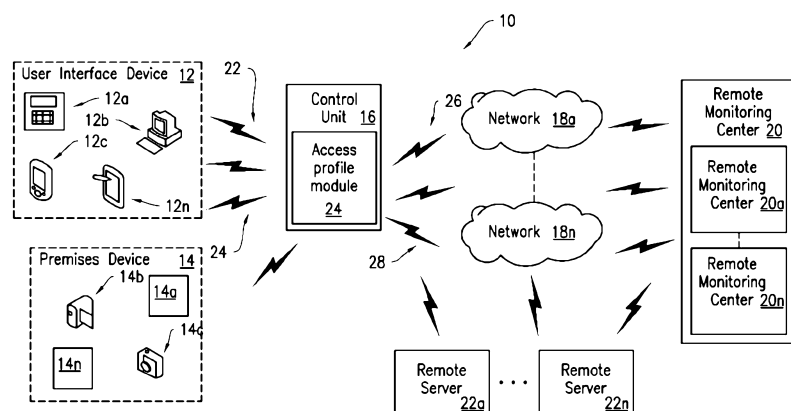 10
User Interface Device 12
22
12a
12b
12c
12n
24
Control
Unit 16
Access
profile
module
24
26
Network 18a
Network 18n
28
Remote
Monitoring
Center 20
Remote
Monitoring
Center 20a
Remote
Monitoring
Center 20n
Premises Device 14
14b
14a
14c
14n
Remote
Server
22a
...
Remote
Server
22n